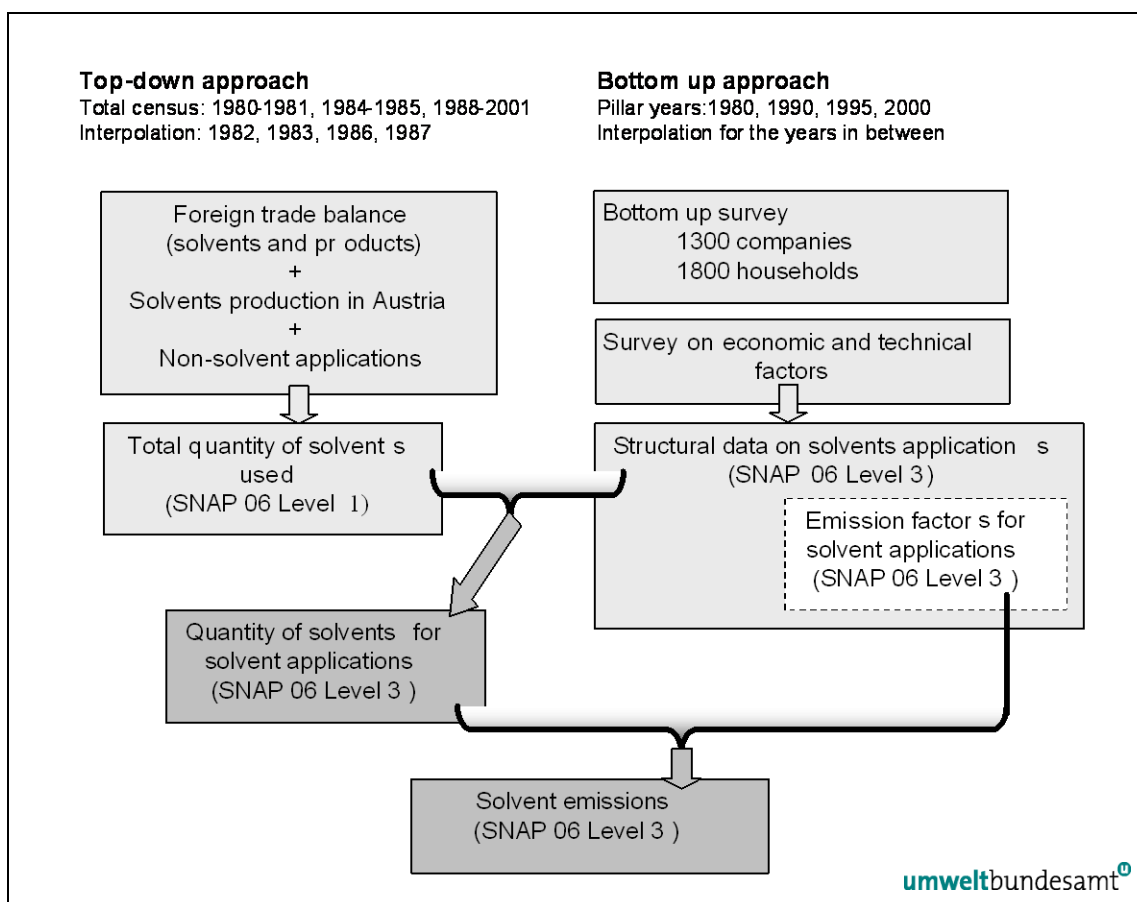 Top-down approach
Total census: 1980-1981, 1984-1985, 1988-2001
Interpolation: 1982, 1983, 1986, 1987
Bottom up approach
Pillar years:1980, 1990, 1995, 2000
Interpolation for the years in between
Foreign trade balance
(solvents and pr oducts)
+
Solvents production in Austria
+
Non-solvent applications
Bottom up survey
1300 companies
1800 households
Survey on economic and technical
factors
Total quantity of solvent s
used
(SNAP 06 Level 1)
Structural data on solvents application s
(SNAP 06 Level 3)
Emission factor s for
solvent applications
(SNAP 06 Level 3 )
Quantity of solvents for
solvent applications
(SNAP 06 Level 3 )
Solvent emissions
(SNAP 06 Level 3 )
umweltbundesamt